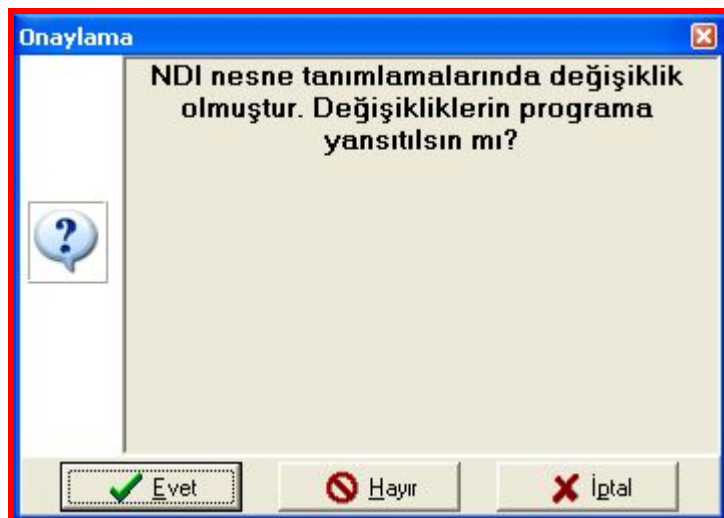 Onaylama
NDI nesne tanımlamalarında değişiklik
olmuştur. Değişikliklerin programa
yansıtılsın mı?
Evet
Hayır
İptal